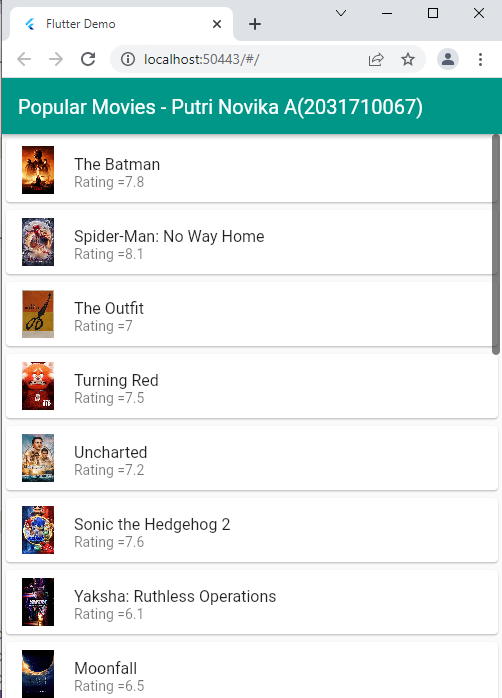 Flutter Demo
localhost:50443/#/
Popular Movies - Putri Novika A(2031710067)
The Batman
Rating =7.8
Spider-Man: No Way Home
Rating =8.1
The Outfit
Rating =7
Turning Red
Rating =7.5
Uncharted
Rating =7.2
Sonic the Hedgehog 2
Rating =7.6
Yaksha: Ruthless Operations
Rating =6.1
Moonfall
Rating =6.5